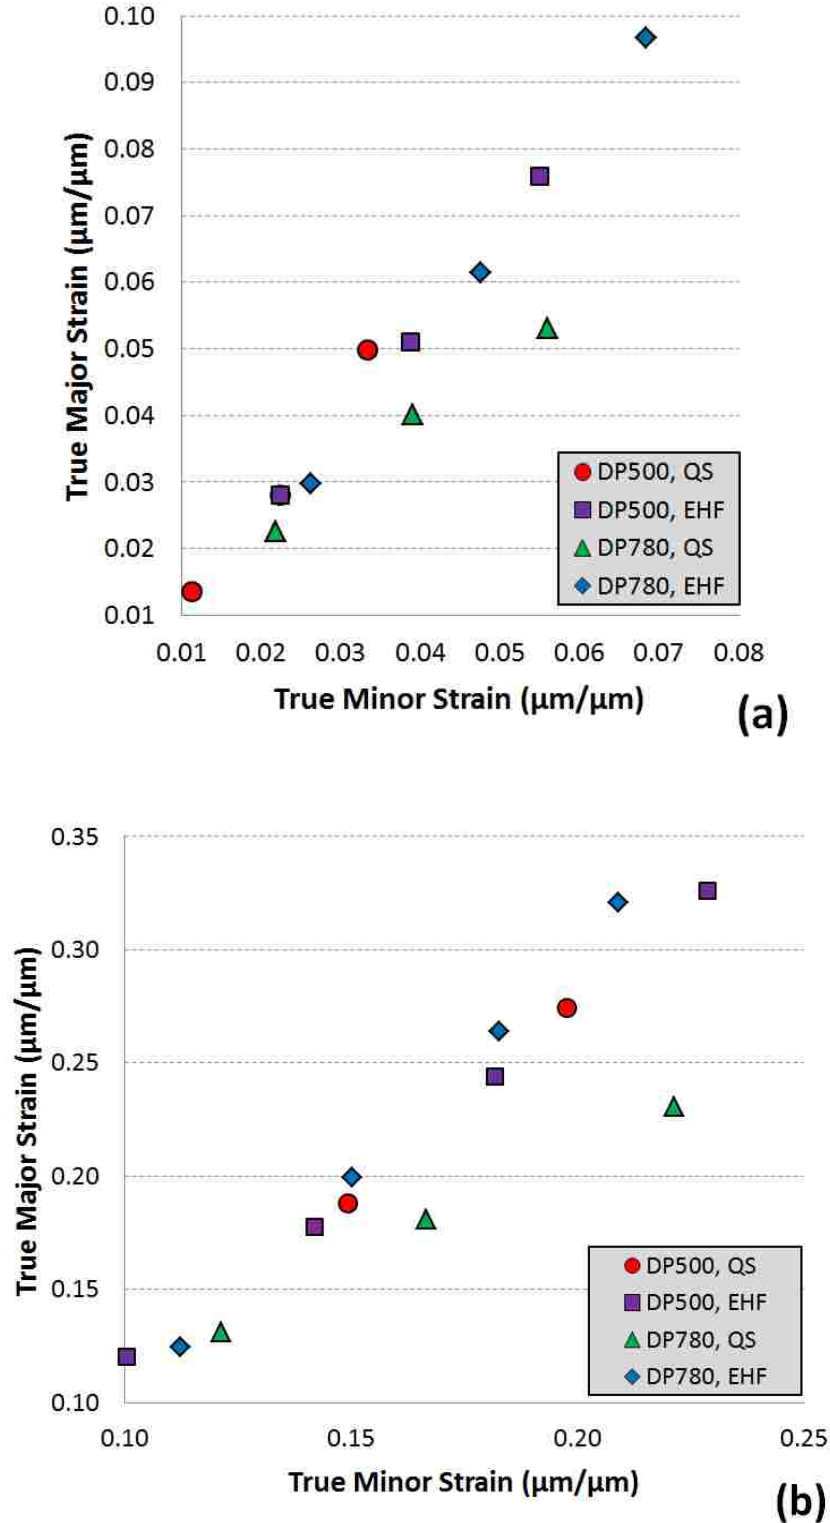 0.10
0.09
0.08
0.07
0.06
0.05
0.04
0.03
0.02
0.01
True Major Strain (µm/µm)
DP500, QS
DP500, EHF
DP780, QS
DP780, EHF
0.01 0.02 0.03 0.04 0.05 0.06 0.07 0.08
True Minor Strain (µm/µm)
(a)
0.35
0.30
0.25
0.20
0.15
0.10
True Major Strain (µm/µm)
DP500, QS
DP500, EHF
DP780, QS
DP780, EHF
0.10 0.15 0.20 0.25
True Minor Strain (µm/µm)
(b)